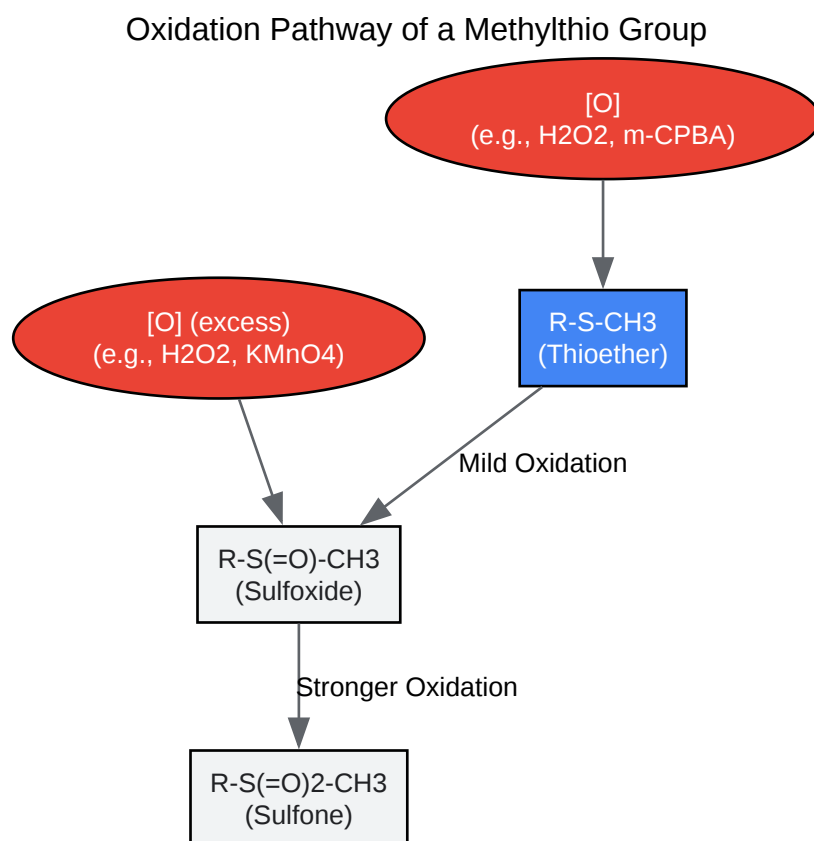 Oxidation Pathway of a Methylthio Group
[O]
(e.g., H2O2, m-CPBA)
[O] (excess)
(e.g., H2O2, KMnO4)
R-S-CH3
(Thioether)
Mild Oxidation
R-S(=O)-CH3
(Sulfoxide)
Stronger Oxidation
R-S(=O)2-CH3
(Sulfone)